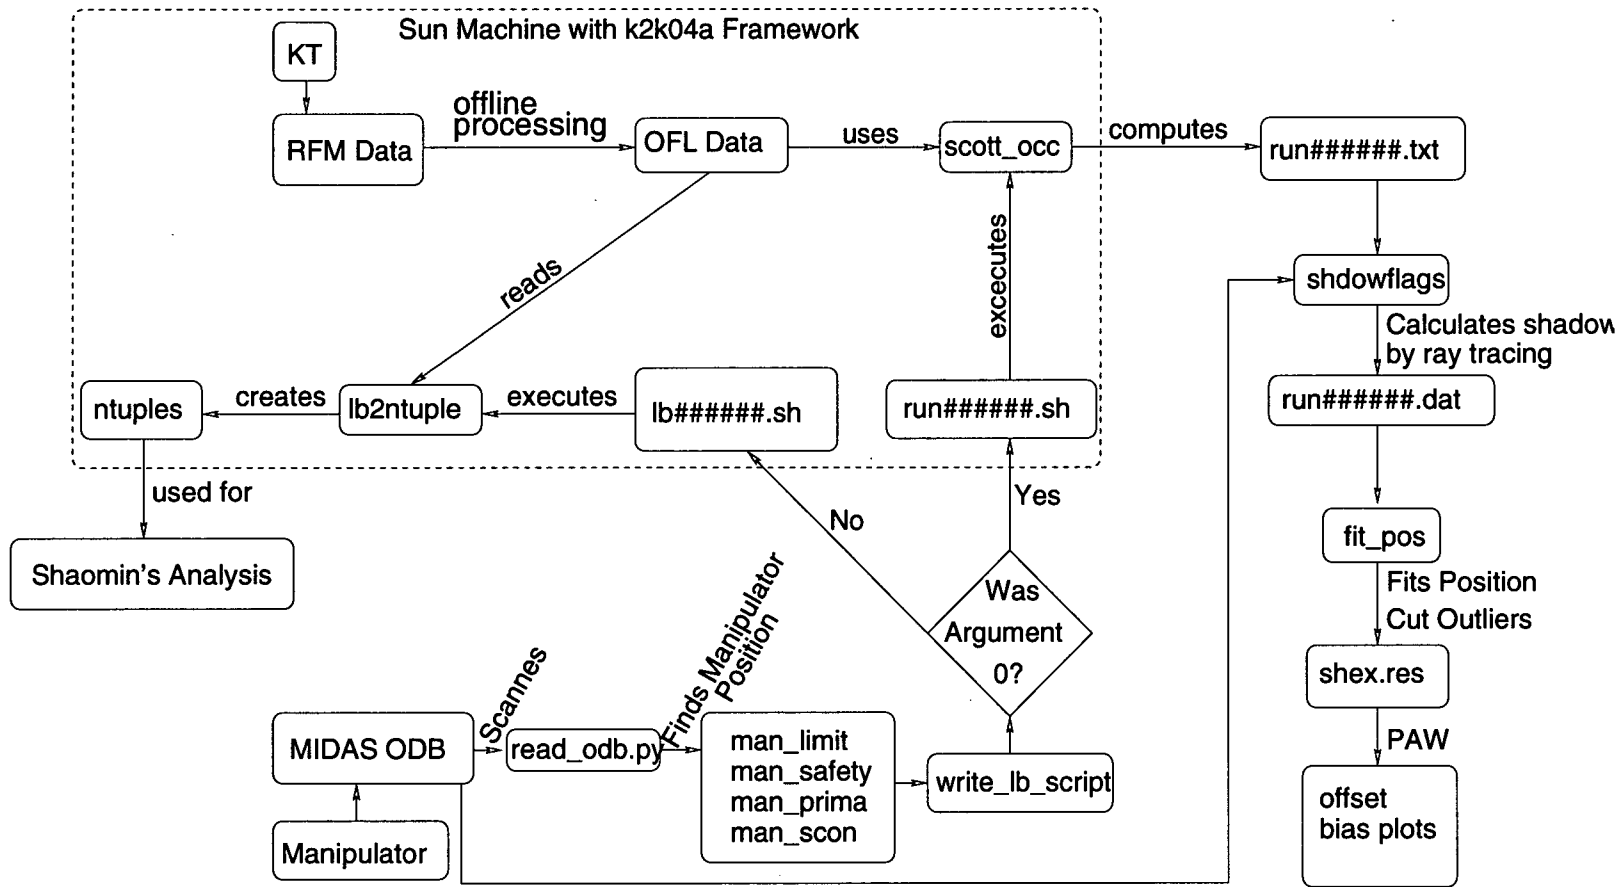 Sun Machine with k2k04a Framework
KT
RFM Data
offline
processing
OFL Data
uses
scott_occ
computes
run######.txt
reads
excecutes
shdowflags
Calculates shadow
by ray tracing
ntuples
creates
lb2ntuple
executes
lb######.sh
run######.sh
run######.dat
used for
Shaomin's Analysis
No
Yes
fit_pos
Fits Position
Cut Outliers
Was
Argument
0?
shex.res
PAW
MIDAS ODB
Scannes
read_odb.py
Finds Manipulator
Position
man_limit
man_safety
man_prima
man_scon
write_lb_script
offset
bias plots
Manipulator